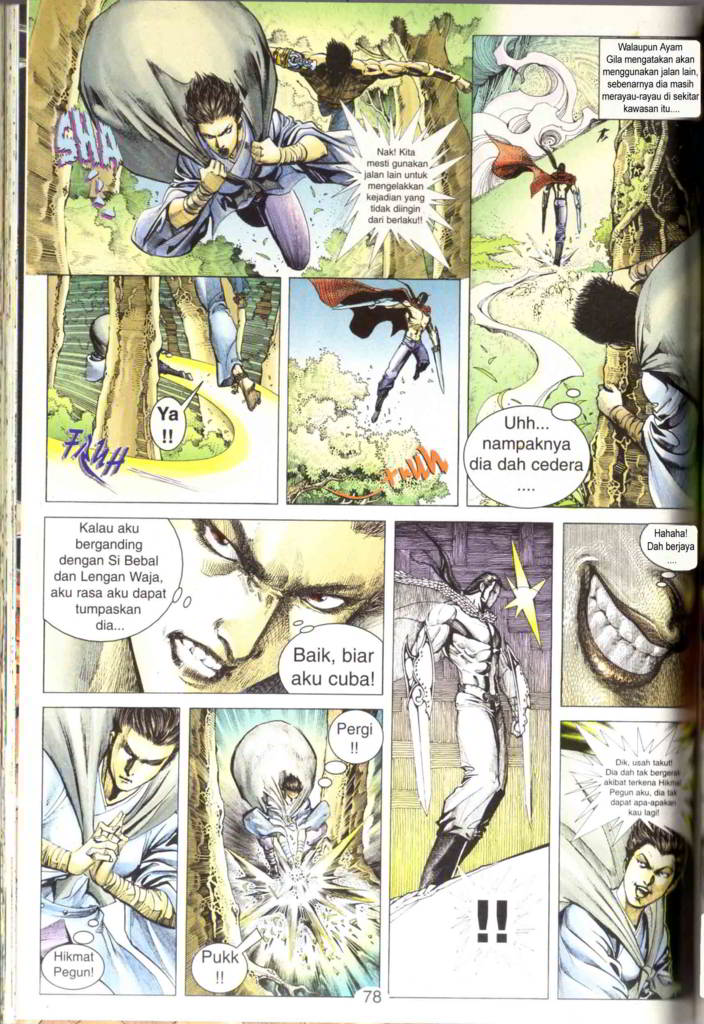 SHA
Nak! Kita
mesti gunakan
jalan lain untuk
mengelakkan
kejadian yang
tidak diingin
dari berlaku!!
Walaupun Ayam
Gila mengatakan akan
menggunakan jalan lain,
sebenarnya dia masih
merayau-rayau di sekitar
kawasan itu....
Ya
!!
Uhh...
nampaknya
dia dah cedera
....
Kalau aku
berganding
dengan Si Bebal
dan Lengan Waja,
aku rasa aku dapat
tumpaskan
dia...
Baik, biar
aku cuba!
Hahaha!
Dah berjaya
....
Hikmat
Pegun!
Pergi
!!
Pukk
!!
!!
Dik, usah takut!
Dia dah tak bergerak
akibat terkena Hikmat
Pegun aku, dia tak
dapat apa-apakan
kau lagi!
78